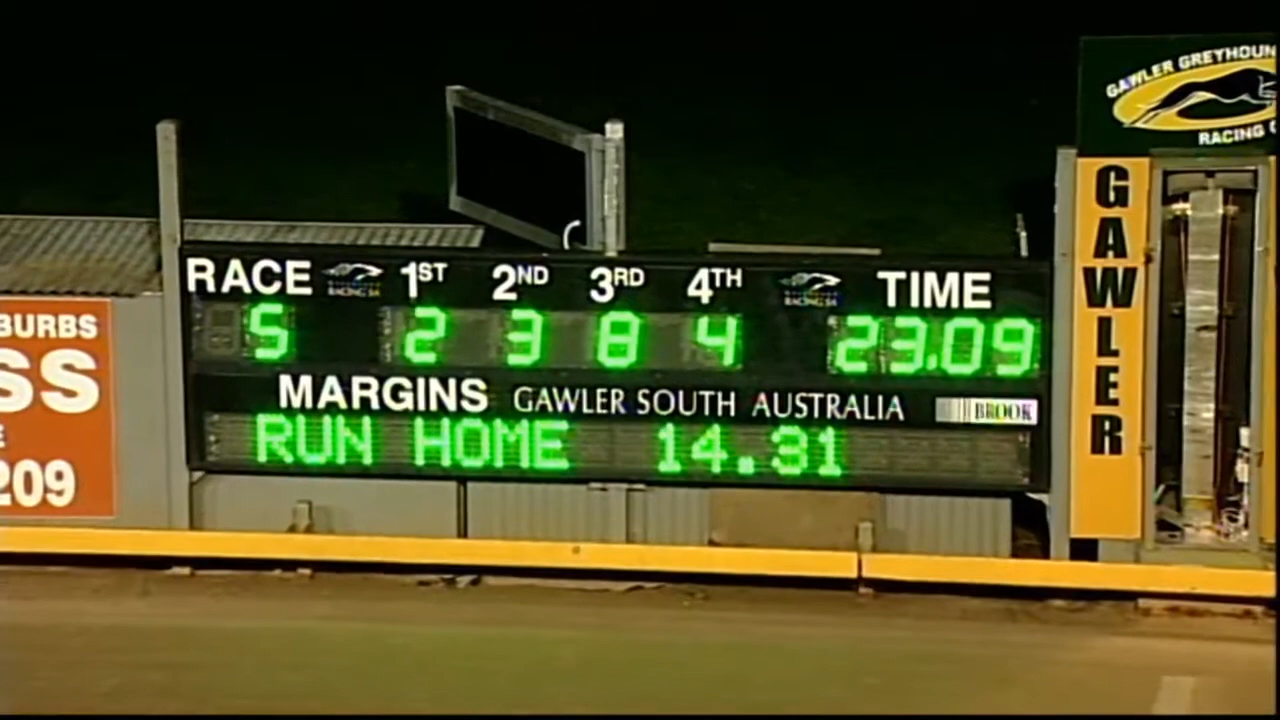 GAWLER GREYHOUN
RACING
GAWLER
RACE 1ST 2ND 3RD 4TH TIME
5 2 3 8 4 23.09
MARGINS GAWLER SOUTH AUSTRALIA BROOK
RUN HOME 14.31
BURBS
SS
E
209